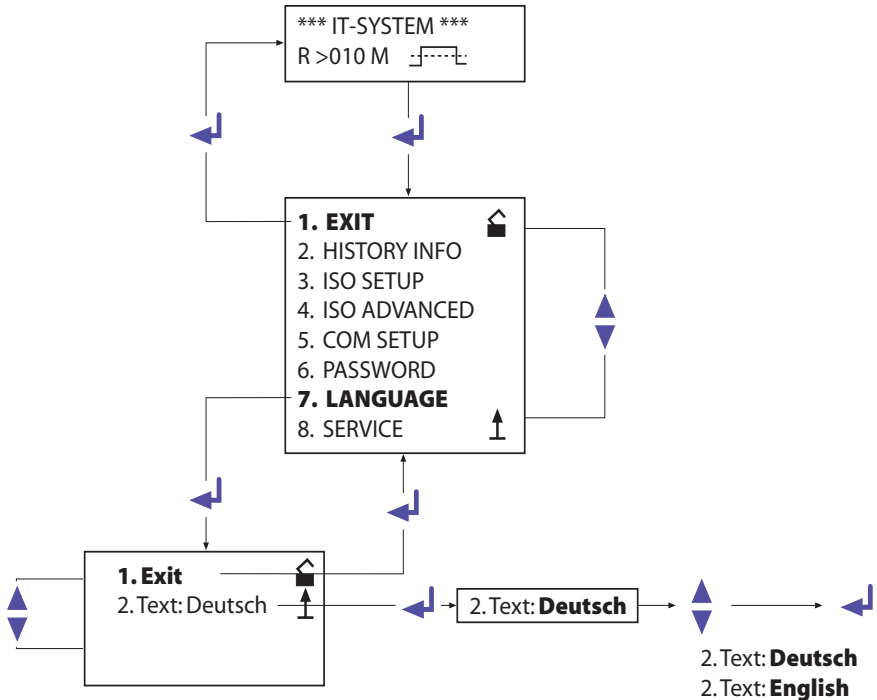 *** IT-SYSTEM ***
R >010 M
1. EXIT
2. HISTORY INFO
3. ISO SETUP
4. ISO ADVANCED
5. COM SETUP
6. PASSWORD
7. LANGUAGE
8. SERVICE
1. Exit
2. Text: Deutsch
2. Text: Deutsch
2. Text: Deutsch
2. Text: English